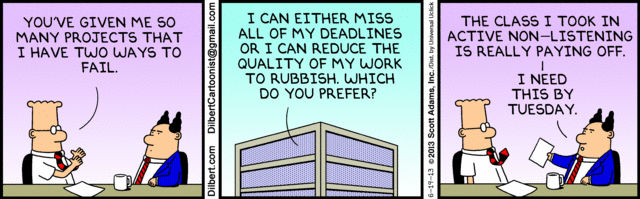 YOU'VE GIVEN ME SO
MANY PROJECTS THAT
I HAVE TWO WAYS TO
FAIL.
Dilbert.com DilbertCartoonist@gmail.com
I CAN EITHER MISS
ALL OF MY DEADLINES
OR I CAN REDUCE THE
QUALITY OF MY WORK
TO RUBBISH. WHICH
DO YOU PREFER?
6-19-13 ©2013 Scott Adams, Inc. /Dist. by Universal Uclick
THE CLASS I TOOK IN
ACTIVE NON-LISTENING
IS REALLY PAYING OFF.
I NEED
THIS BY
TUESDAY.